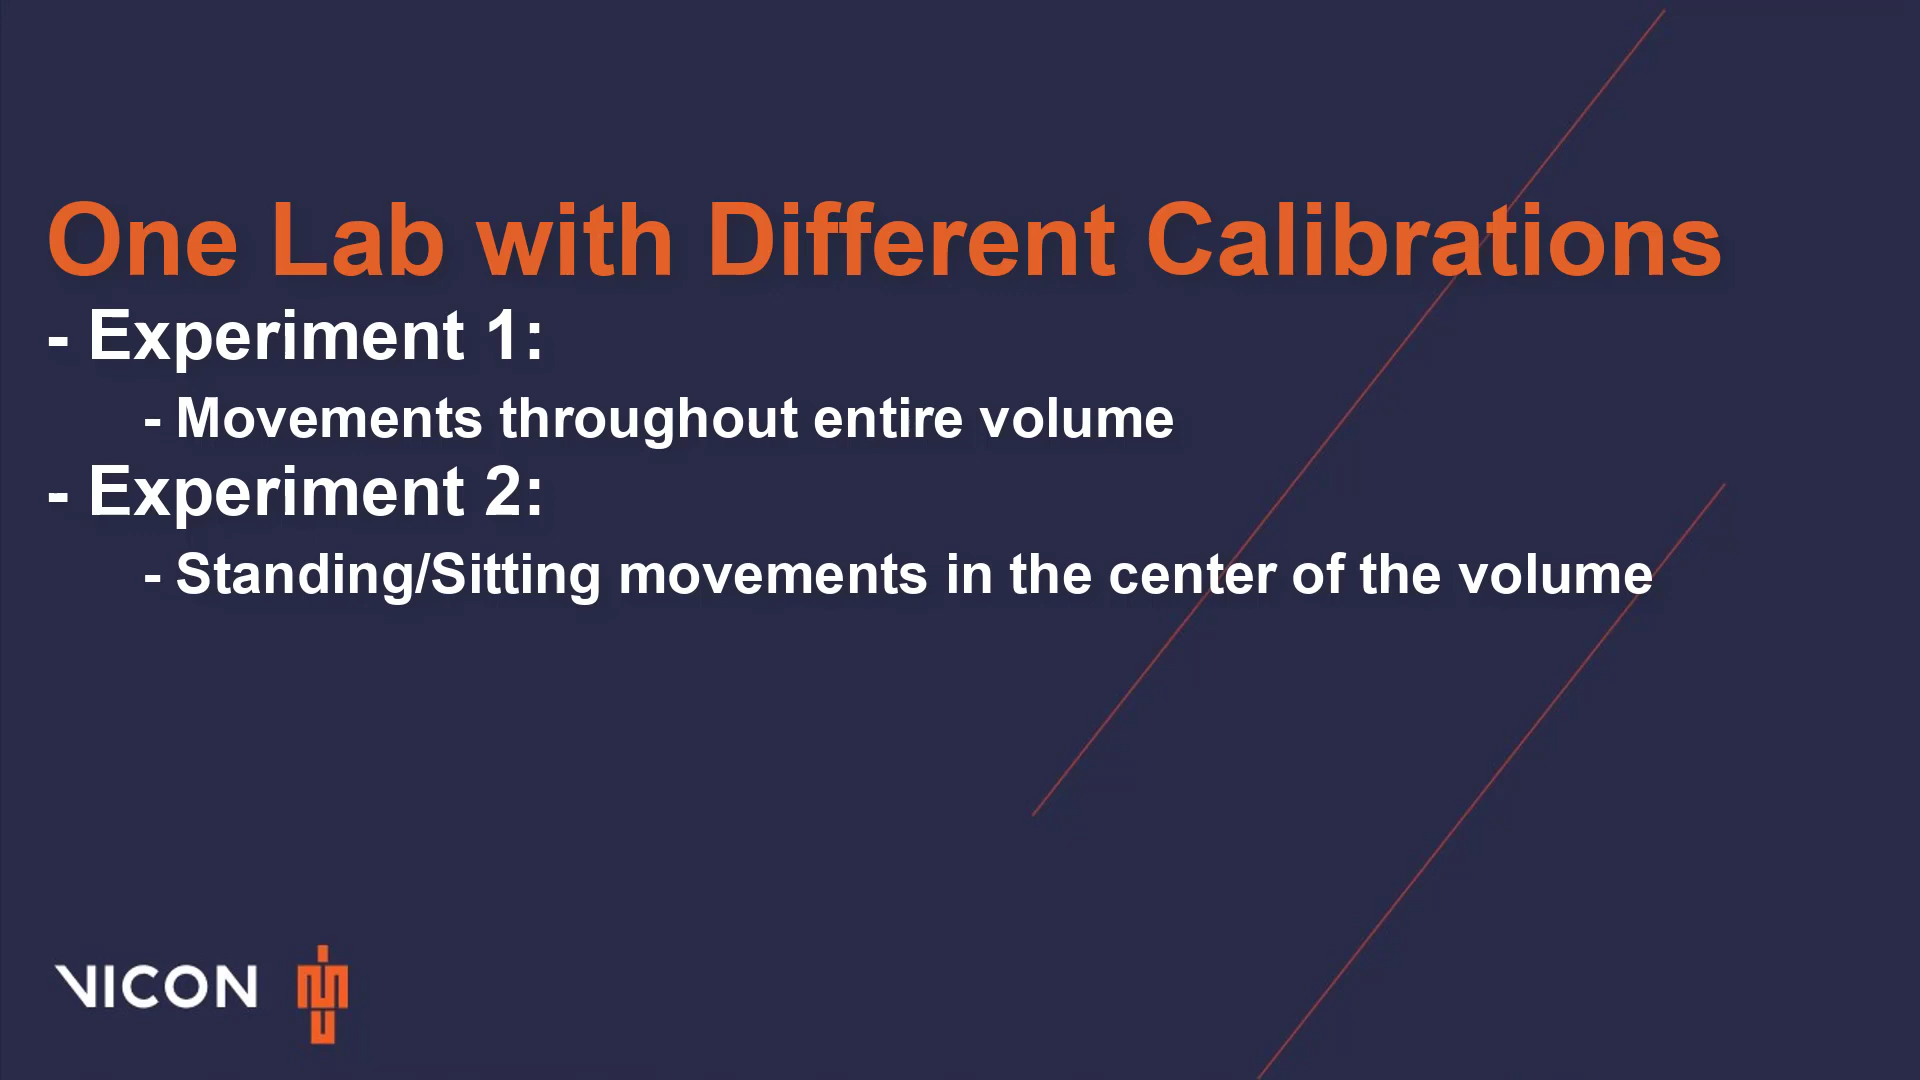 One Lab with Different Calibrations
- Experiment 1:
- Movements throughout entire volume
- Experiment 2:
- Standing/Sitting movements in the center of the volume
VICON